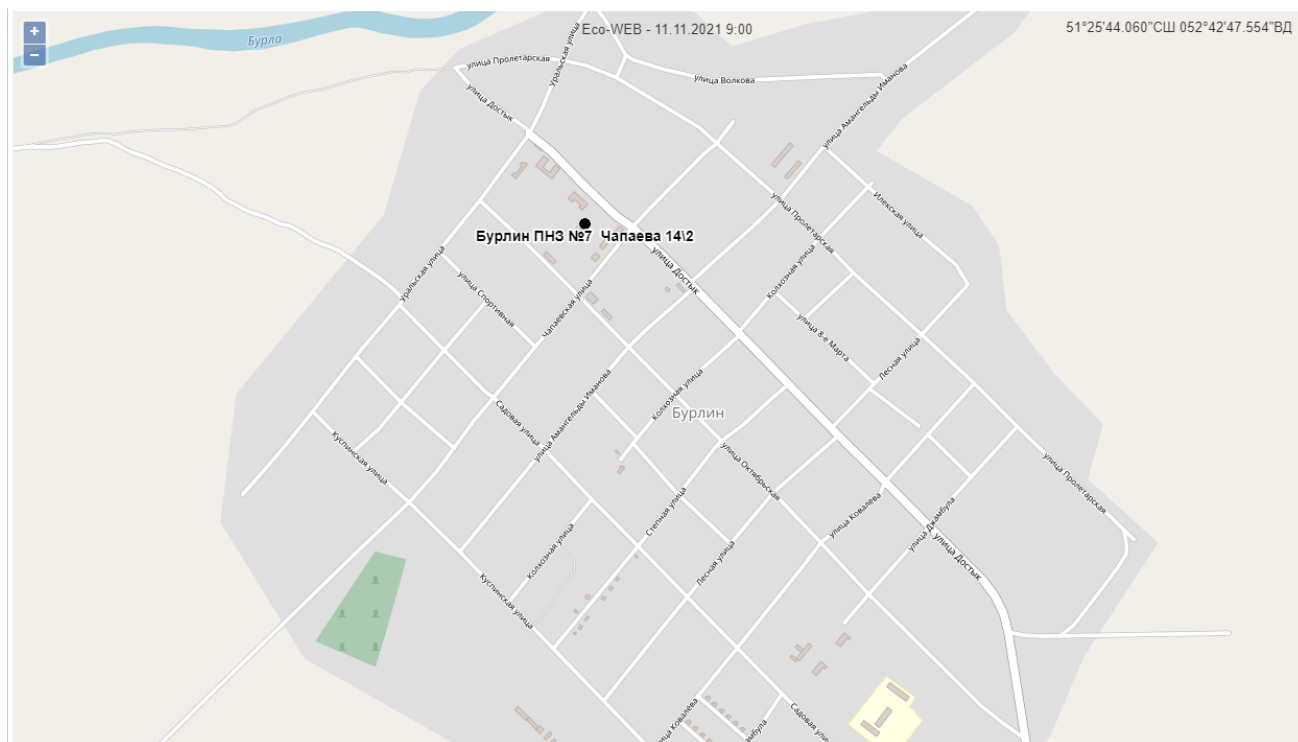 +
Eco-WEB - 11.11.2021 9:00
51°25'44.060"СШ 052°42'47.554"ВД
−
Бурла
улица Пролетарская
Уральская улица
улица Волкова
улица Амангельды Иманова
улица Достык
улица Пролетарская
Илекская улица
Бурлин ПНЗ №7 Чапаева 14\2
улица Достык
Колхозная улица
Уральская улица
улица Спортивная
Чапаевская улица
улица 8-е Марта
Лесная улица
Колхозная улица
улица Амангельды Иманова
Бурлин
Садовая улица
Куспинская улица
улица Октябрьская
улица Пролетарская
Степная улица
улица Ковалёва
улица Джамбула
улица Достык
Колхозная улица
Лесная улица
Куспинская улица
улица Ковалёва
Садовая улица